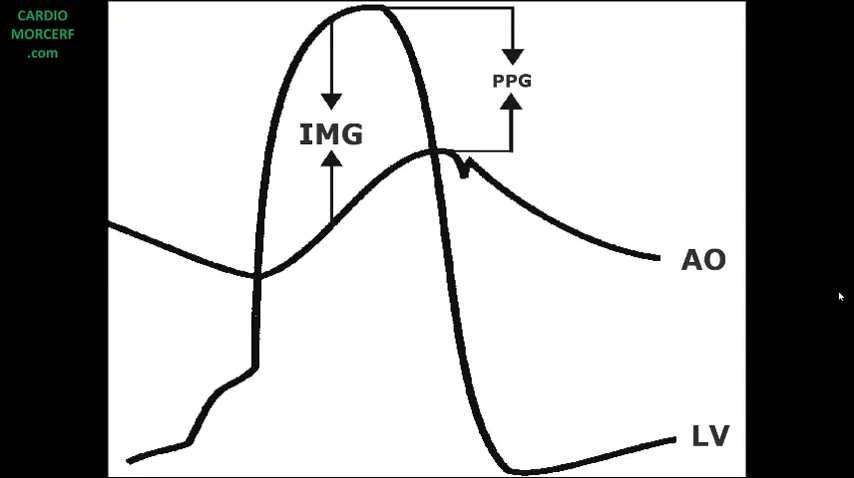 CARDIO
MORCERF
.com
PPG
IMG
AO
LV